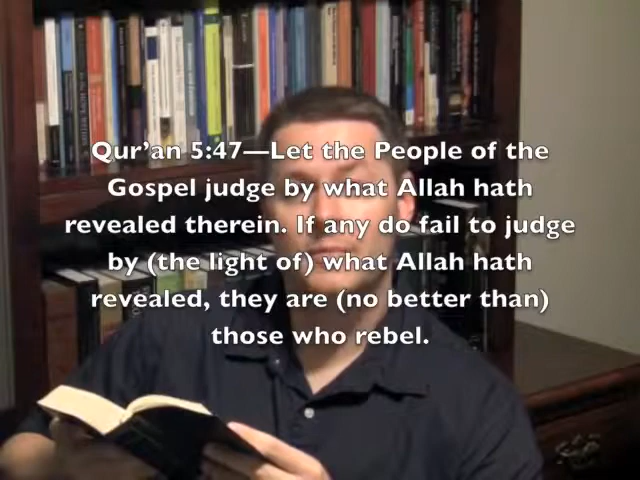 Qur’an 5:47—Let the People of the
Gospel judge by what Allah hath
revealed therein. If any do fail to judge
by (the light of) what Allah hath
revealed, they are (no better than)
those who rebel.